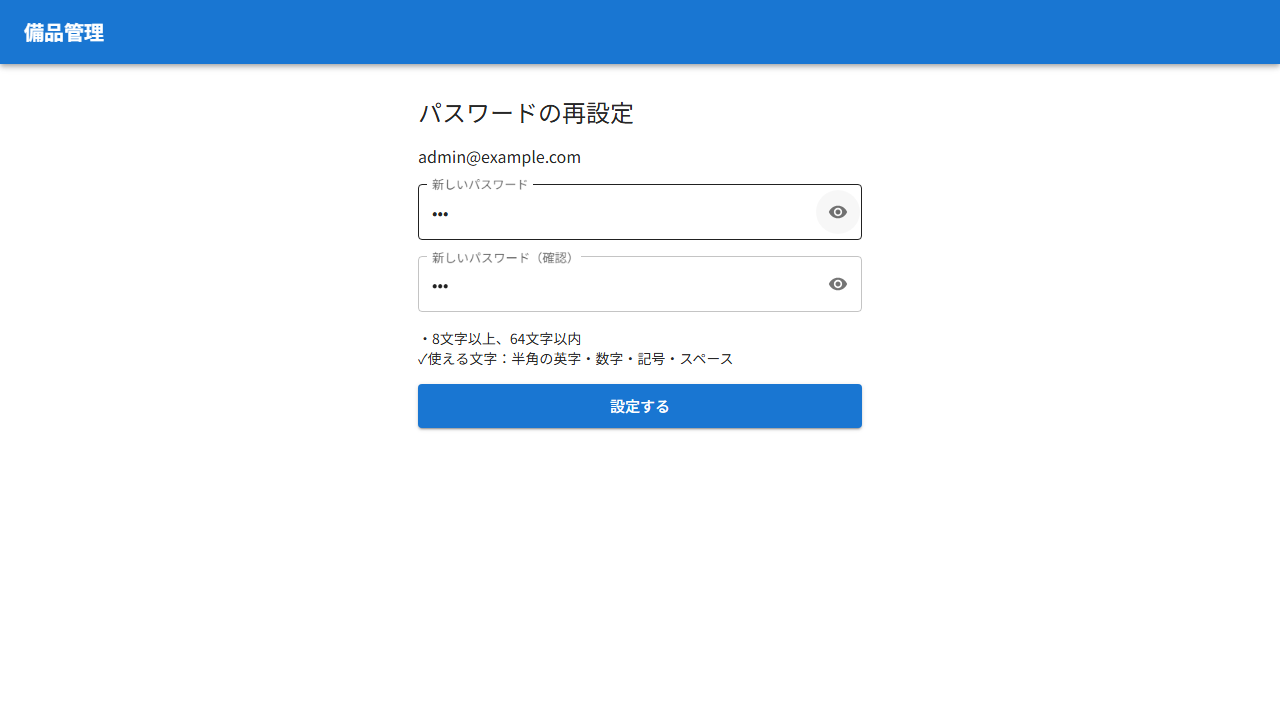 備品管理
パスワードの再設定
admin@example.com
新しいパスワード
•••
新しいパスワード（確認）
•••
・8文字以上、64文字以内
✓使える文字：半角の英字・数字・記号・スペース
設定する